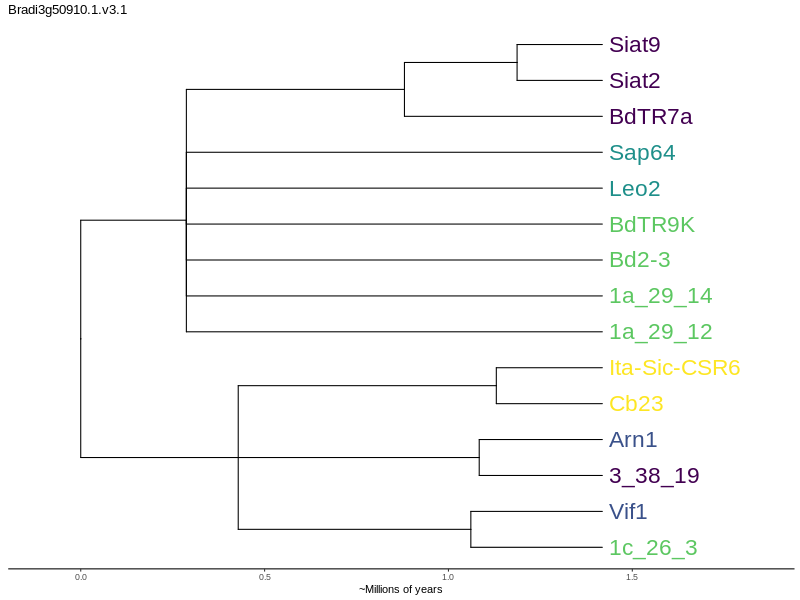 Bradi3g50910.1.v3.1
Siat9
Siat2
BdTR7a
Sap64
Leo2
BdTR9K
Bd2-3
1a_29_14
1a_29_12
Ita-Sic-CSR6
Cb23
Arn1
3_38_19
Vif1
1c_26_3
0.0 0.5 1.0 1.5
~Millions of years